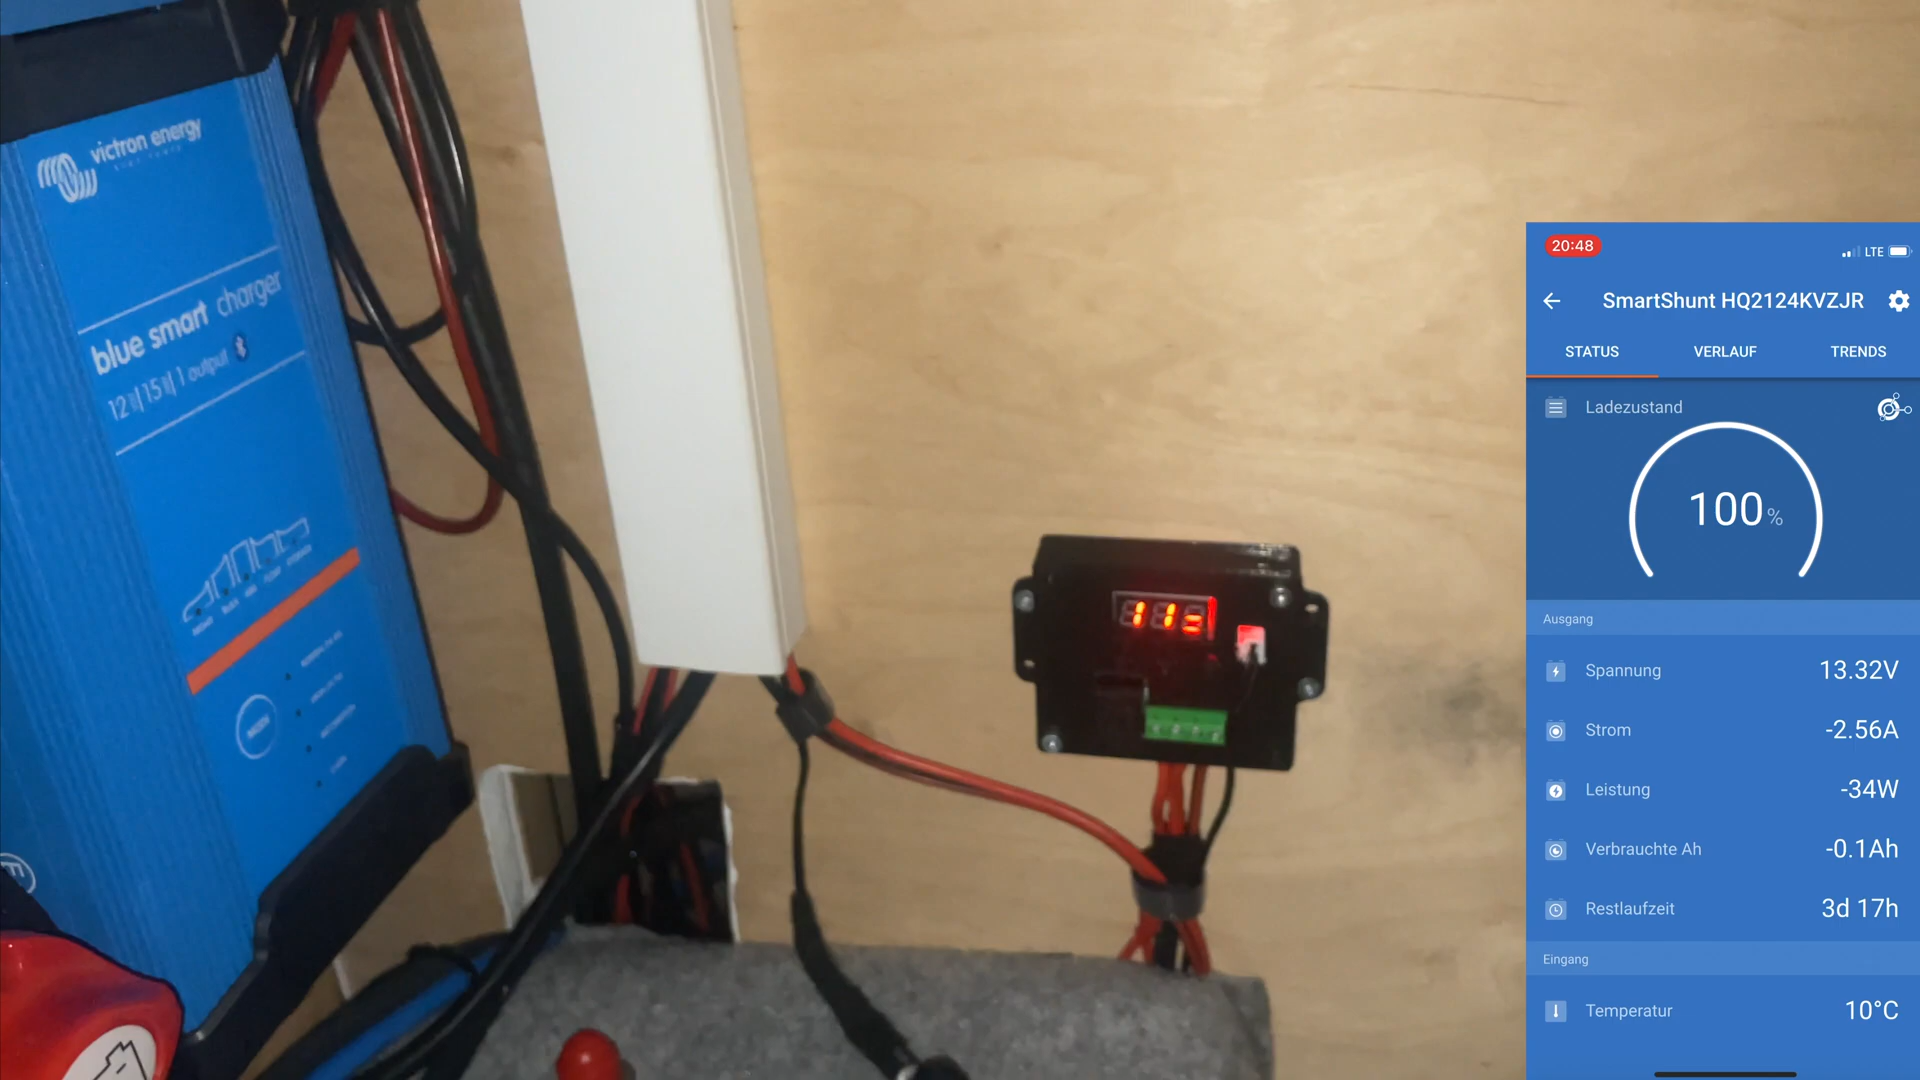 victron energy
blue smart charger
12 15 1 output
20:48
LTE
SmartShunt HQ2124KVZJR
STATUS
VERLAUF
TRENDS
Ladezustand
100%
Ausgang
Spannung
13.32V
Strom
-2.56A
Leistung
-34W
Verbrauchte Ah
-0.1Ah
Restlaufzeit
3d 17h
Eingang
Temperatur
10°C